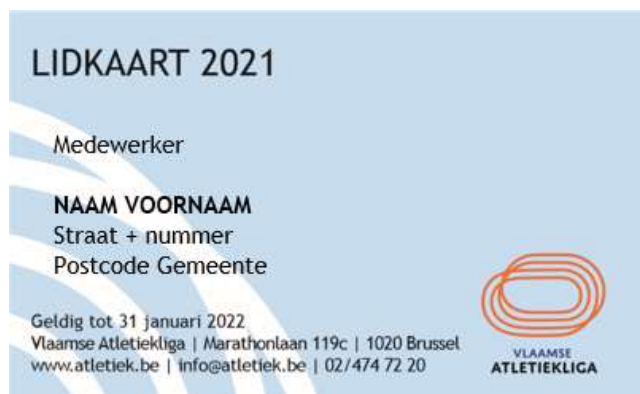 LIDKAART 2021
Medewerker
NAAM VOORNAAM
Straat + nummer
Postcode Gemeente
Geldig tot 31 januari 2022
Vlaamse Atletiekliga | Marathonlaan 119c | 1020 Brussel
www.atletiek.be | info@atletiek.be | 02/474 72 20
VLAAMSE
ATLETIEKLIGA